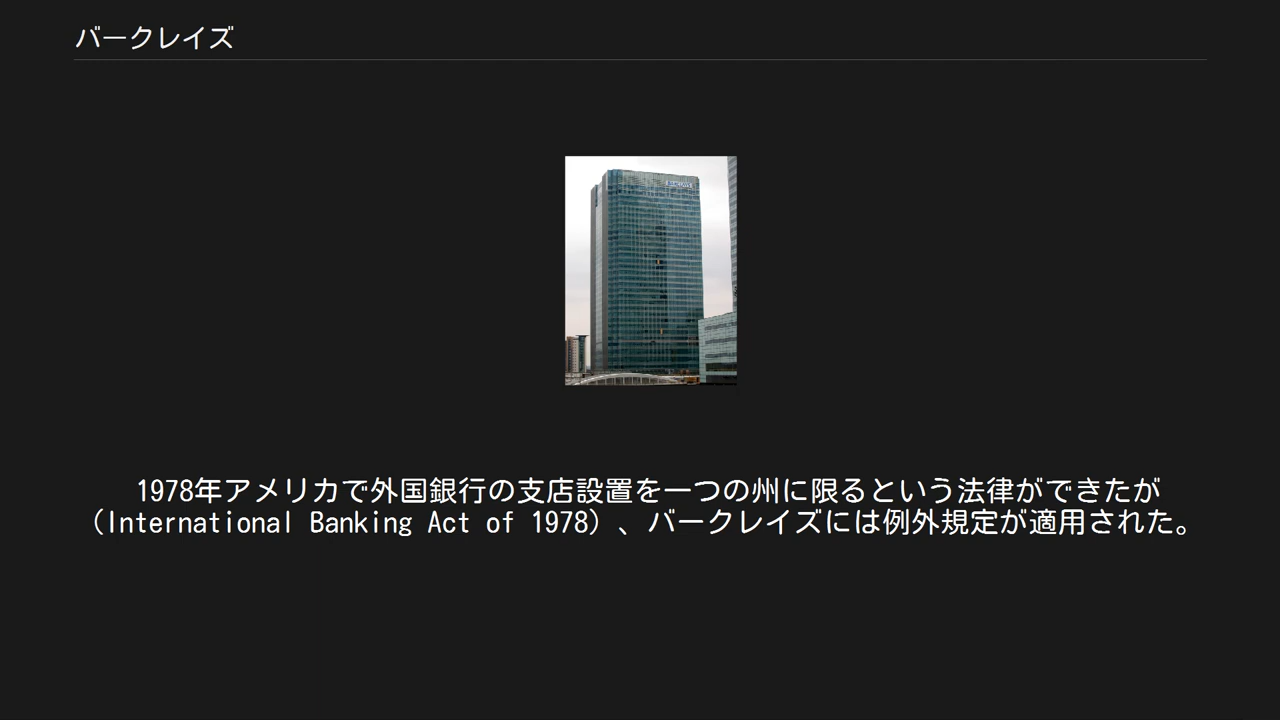 バークレイズ
1978年アメリカで外国銀行の支店設置を一つの州に限るという法律ができたが
（International Banking Act of 1978）、バークレイズには例外規定が適用された。